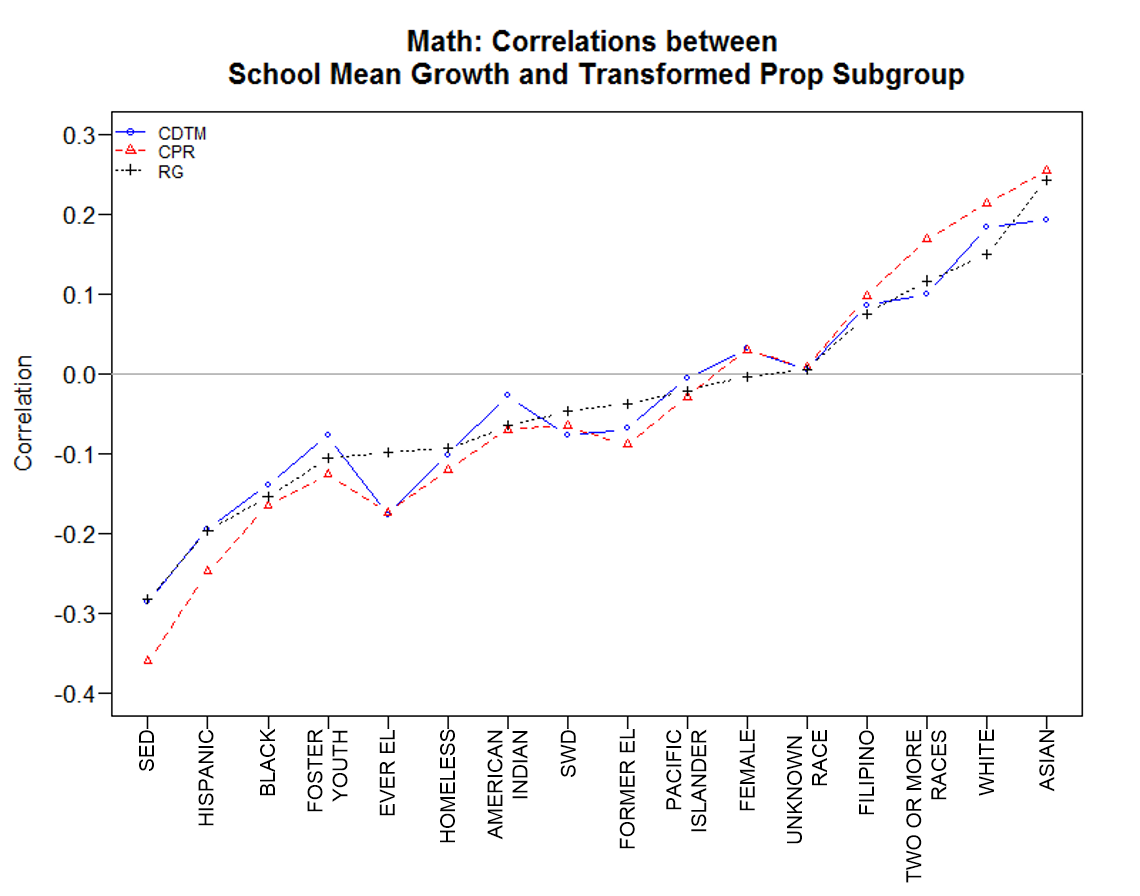 Math: Correlations between
School Mean Growth and Transformed Prop Subgroup
CDTM
CPR
RG
Correlation
0.3
0.2
0.1
0.0
-0.1
-0.2
-0.3
-0.4
SED
HISPANIC
BLACK
FOSTER
YOUTH
EVER EL
HOMELESS
AMERICAN
INDIAN
SWD
FORMER EL
PACIFIC
ISLANDER
FEMALE
UNKNOWN
RACE
FILIPINO
TWO OR MORE
RACES
WHITE
ASIAN